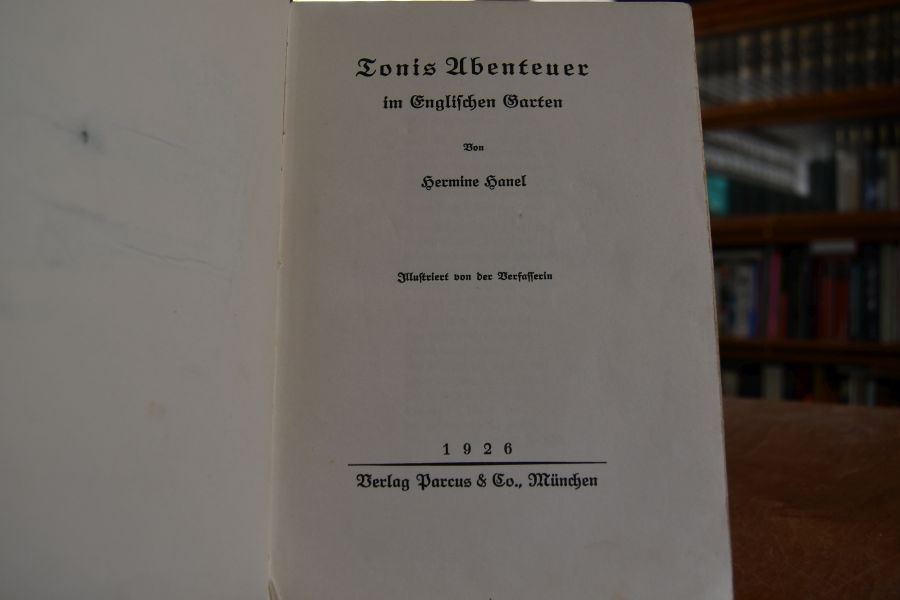 Tonis Abenteuer
im Englischen Garten
Von
Hermine Hanel
Illustriert von der Verfasserin
1926
Verlag Parcus & Co., München